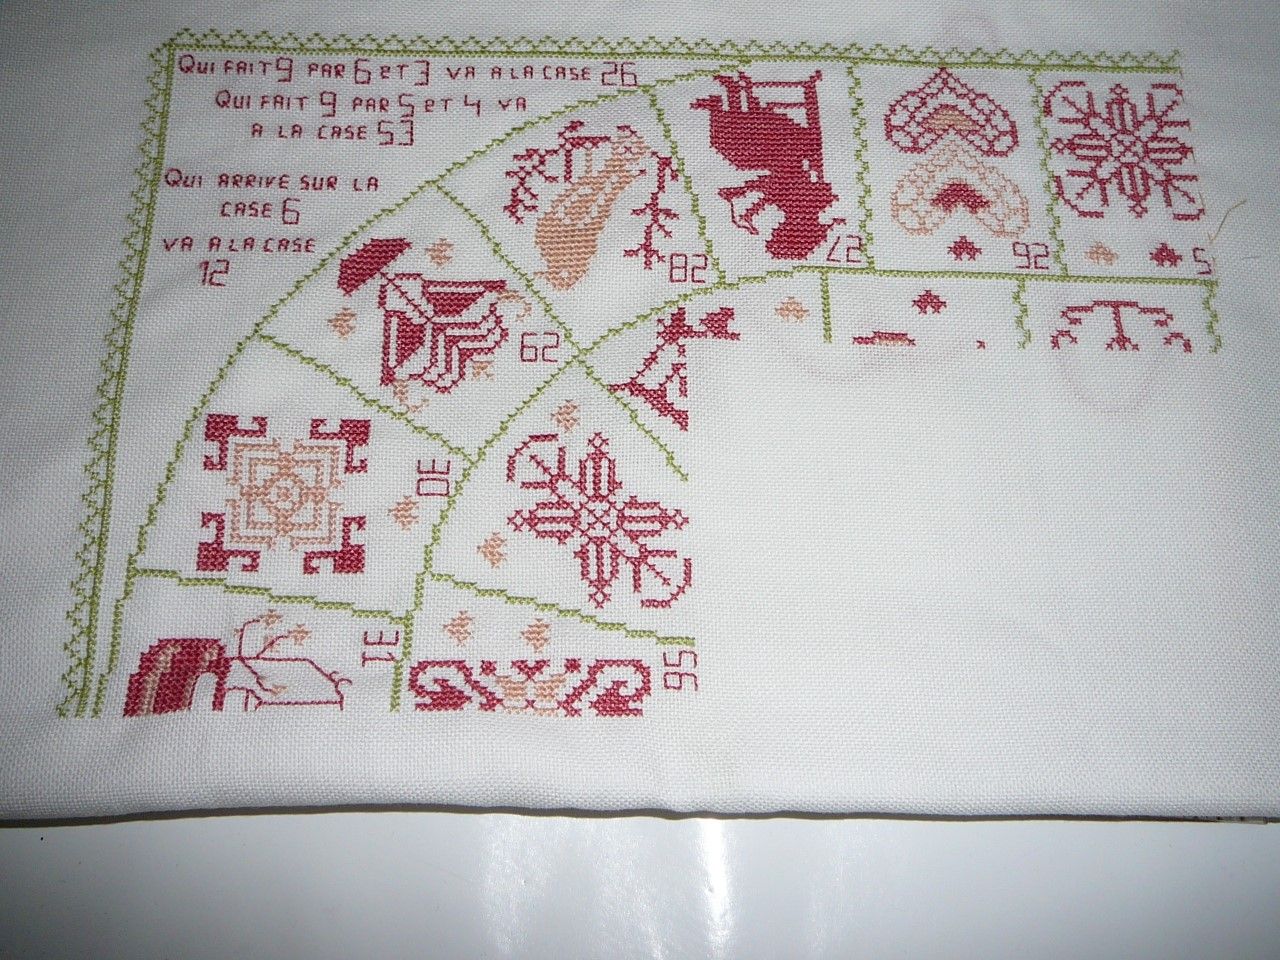 QUI FAIT 9 PAR 6 ET 3 VA A LA CASE 26
QUI FAIT 9 PAR 5 ET 4 VA
A LA CASE 53
QUI ARRIVE SUR LA
CASE 6
VA A LA CASE
12
26
27
28
29
30
31
56